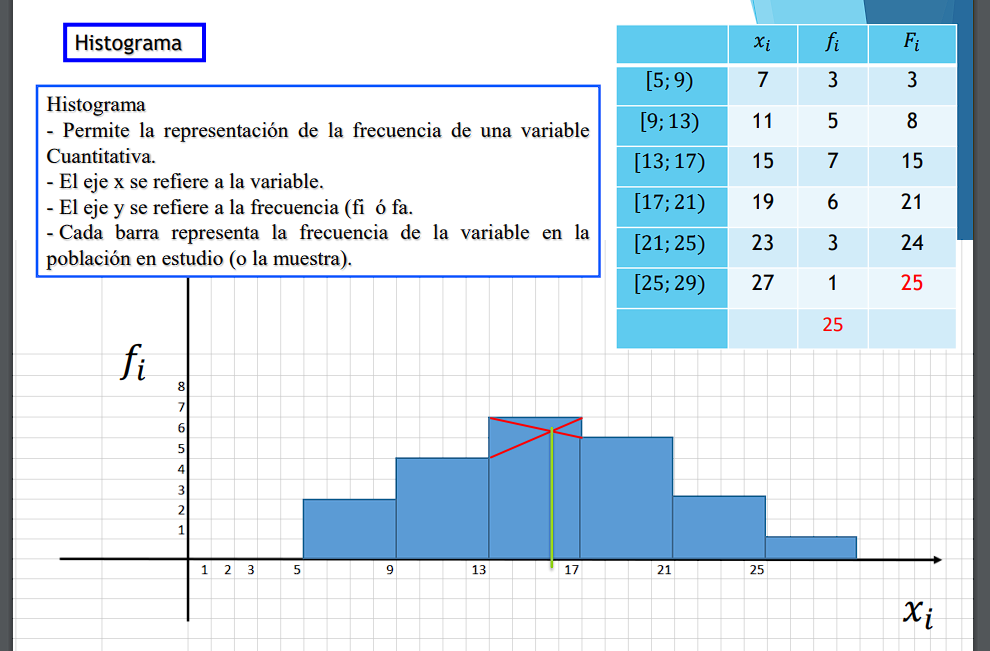 Histograma
Histograma
- Permite la representación de la frecuencia de una variable
Cuantitativa.
- El eje x se refiere a la variable.
- El eje y se refiere a la frecuencia (fi ó fa.
- Cada barra representa la frecuencia de la variable en la
población en estudio (o la muestra).
xᵢ fᵢ Fᵢ
[5; 9) 7 3 3
[9; 13) 11 5 8
[13; 17) 15 7 15
[17; 21) 19 6 21
[21; 25) 23 3 24
[25; 29) 27 1 25
25
fᵢ
8
7
6
5
4
3
2
1
1 2 3 5 9 13 17 21 25
xᵢ